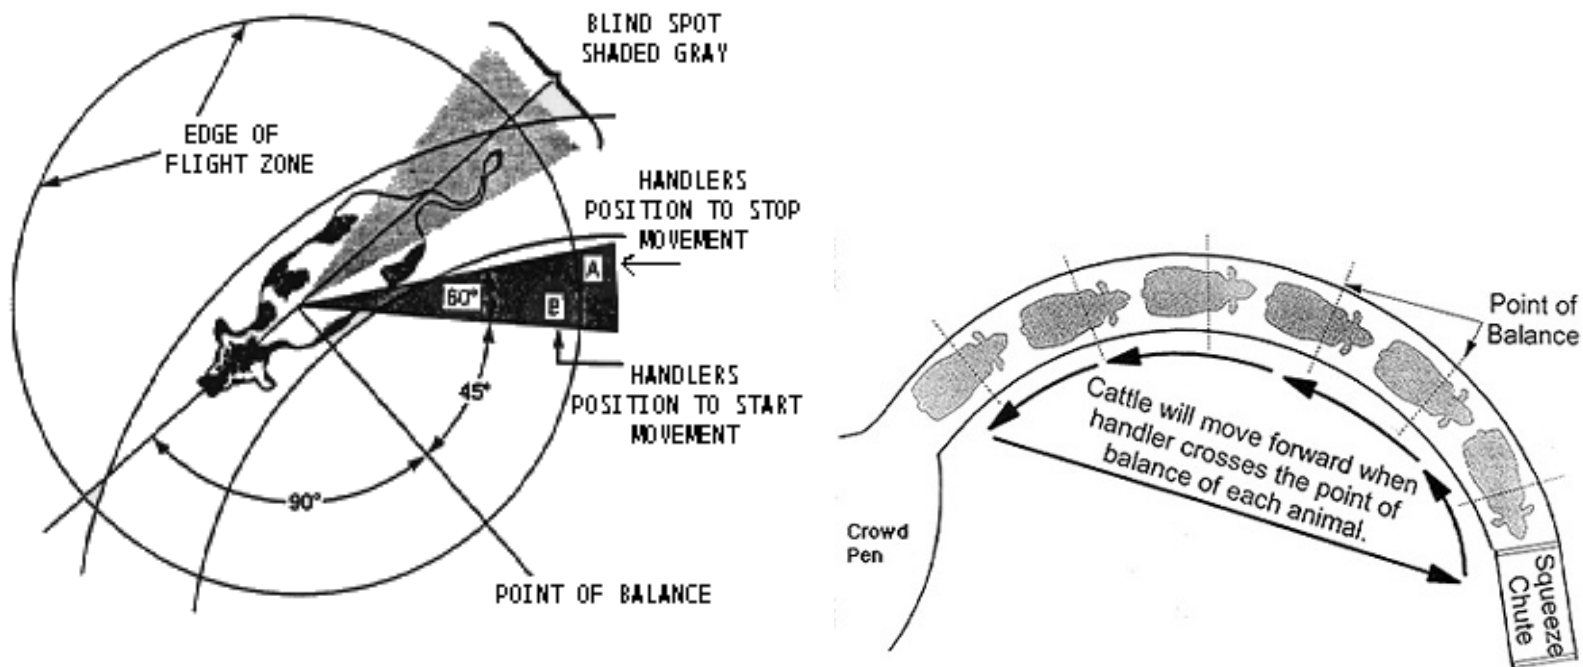 BLIND SPOT
SHADED GRAY
EDGE OF
FLIGHT ZONE
HANDLERS
POSITION TO STOP
MOVEMENT
A
60°
B
45°
HANDLERS
POSITION TO START
MOVEMENT
90°
POINT OF BALANCE
Point of
Balance
Cattle will move forward when
handler crosses the point of
balance of each animal.
Crowd
Pen
Squeeze
Chute